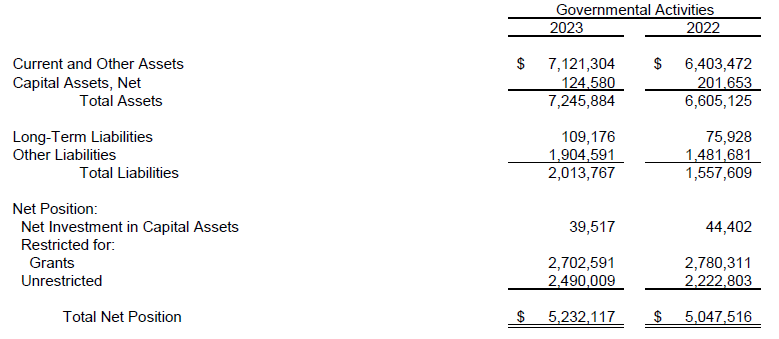 Governmental Activities
2023 2022
Current and Other Assets $ 7,121,304 $ 6,403,472
Capital Assets, Net 124,580 201,653
Total Assets 7,245,884 6,605,125
Long-Term Liabilities 109,176 75,928
Other Liabilities 1,904,591 1,481,681
Total Liabilities 2,013,767 1,557,609
Net Position:
Net Investment in Capital Assets 39,517 44,402
Restricted for:
Grants 2,702,591 2,780,311
Unrestricted 2,490,009 2,222,803
Total Net Position $ 5,232,117 $ 5,047,516